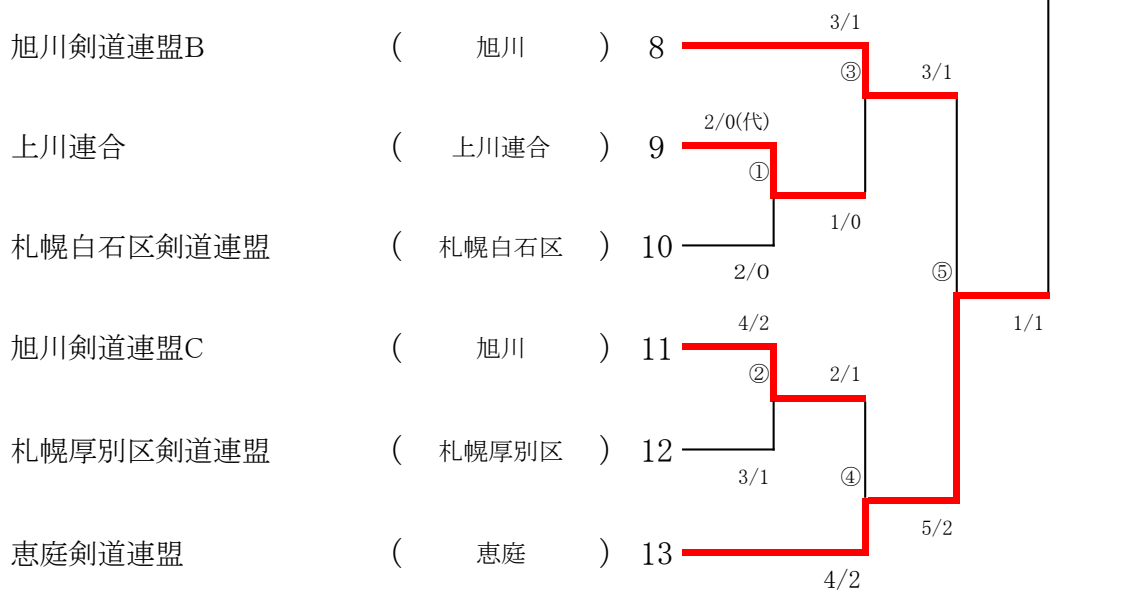 3/1
旭川剣道連盟B ( 旭川 ) 8
③ 3/1
2/0(代)
上川連合 ( 上川連合 ) 9
①
1/0
札幌白石区剣道連盟 ( 札幌白石区 ) 10
2/0 ⑤
4/2 1/1
旭川剣道連盟C ( 旭川 ) 11
② 2/1
札幌厚別区剣道連盟 ( 札幌厚別区 ) 12
3/1 ④
5/2
恵庭剣道連盟 ( 恵庭 ) 13
4/2